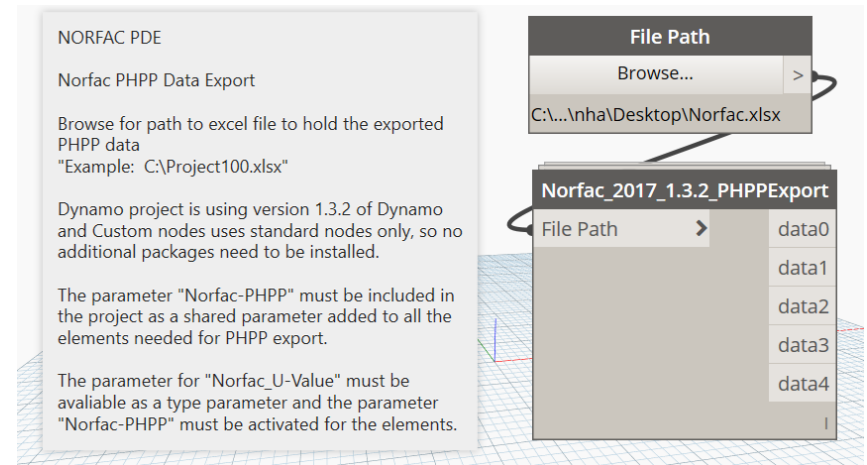 NORFAC PDE
Norfac PHPP Data Export
Browse for path to excel file to hold the exported
PHPP data
"Example:  C:\Project100.xlsx"
Dynamo project is using version 1.3.2 of Dynamo
and Custom nodes uses standard nodes only, so no
additional packages need to be installed.
The parameter "Norfac-PHPP" must be included in
the project as a shared parameter added to all the
elements needed for PHPP export.
The parameter for "Norfac_U-Value" must be
avaliable as a type parameter and the parameter
"Norfac-PHPP" must be activated for the elements.
File Path
Browse...
>
C:\...\nha\Desktop\Norfac.xlsx
Norfac_2017_1.3.2_PHPPExport
File Path
data0
data1
data2
data3
data4
|